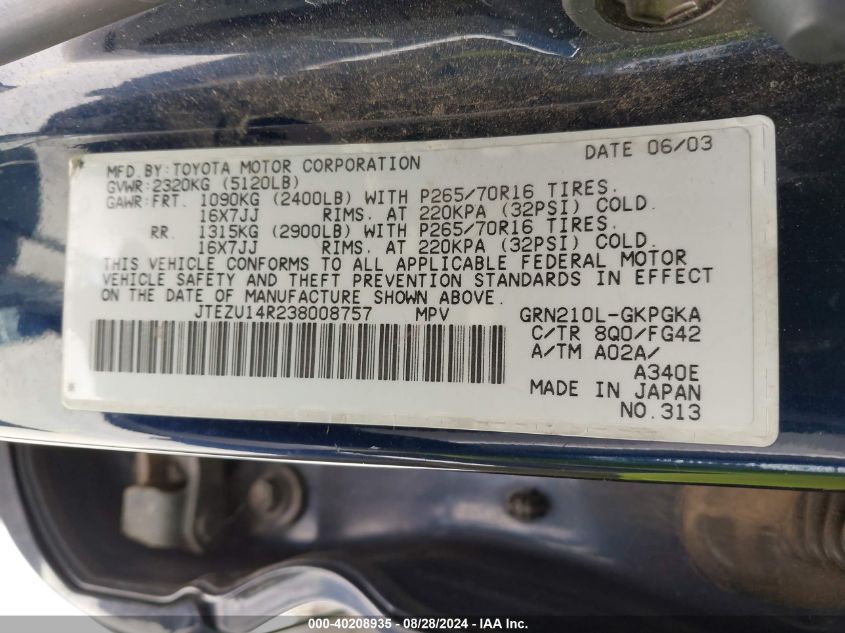 MFD.BY:TOYOTA MOTOR CORPORATION DATE 06/03
GVWR:2320KG (5120LB)
GAWR:FRT. 1090KG (2400LB) WITH P265/70R16 TIRES.
16X7JJ RIMS. AT 220KPA (32PSI) COLD.
RR. 1315KG (2900LB) WITH P265/70R16 TIRES.
16X7JJ RIMS. AT 220KPA (32PSI) COLD.
THIS VEHICLE CONFORMS TO ALL APPLICABLE FEDERAL MOTOR
VEHICLE SAFETY AND THEFT PREVENTION STANDARDS IN EFFECT
ON THE DATE OF MANUFACTURE SHOWN ABOVE.
JTEZU14R238008757 MPV GRN210L-GKPGKA
C/TR 8Q0/FG42
A/TM A02A/
A340E
MADE IN JAPAN
NO.313
000-40208935 - 08/28/2024 - IAA Inc.